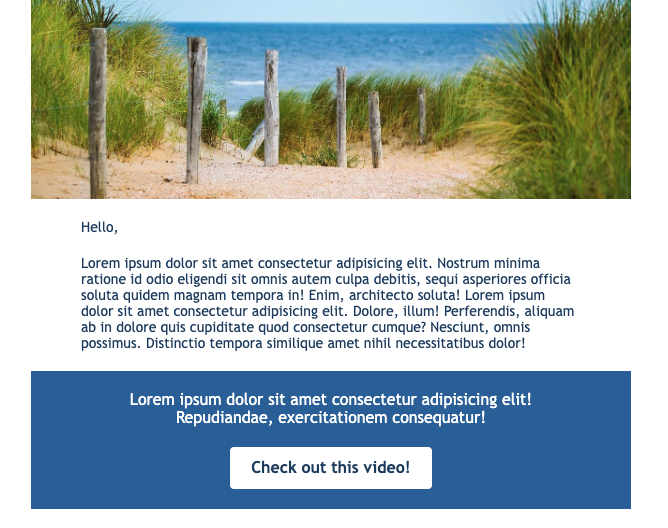 Hello,
Lorem ipsum dolor sit amet consectetur adipisicing elit. Nostrum minima
ratione id odio eligendi sit omnis autem culpa debitis, sequi asperiores officia
soluta quidem magnam tempora in! Enim, architecto soluta! Lorem ipsum
dolor sit amet consectetur adipisicing elit. Dolore, illum! Perferendis, aliquam
ab in dolore quis cupiditate quod consectetur cumque? Nesciunt, omnis
possimus. Distinctio tempora similique amet nihil necessitatibus dolor!
Lorem ipsum dolor sit amet consectetur adipisicing elit!
Repudiandae, exercitationem consequatur!
Check out this video!